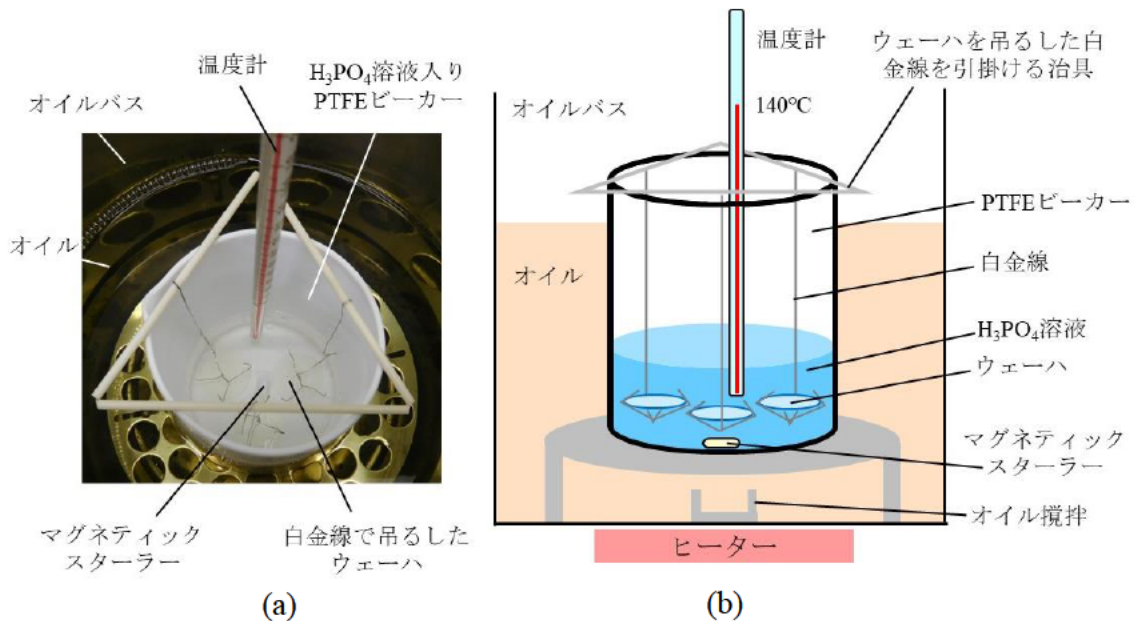 温度計
H₃PO₄溶液入り
PTFEビーカー
オイルバス
オイル
マグネティック
スターラー
白金線で吊るした
ウェーハ
(a)
温度計
140℃
ウェーハを吊るした白
金線を引掛ける治具
オイルバス
PTFEビーカー
オイル
白金線
H₃PO₄溶液
ウェーハ
マグネティック
スターラー
オイル攪拌
ヒーター
(b)